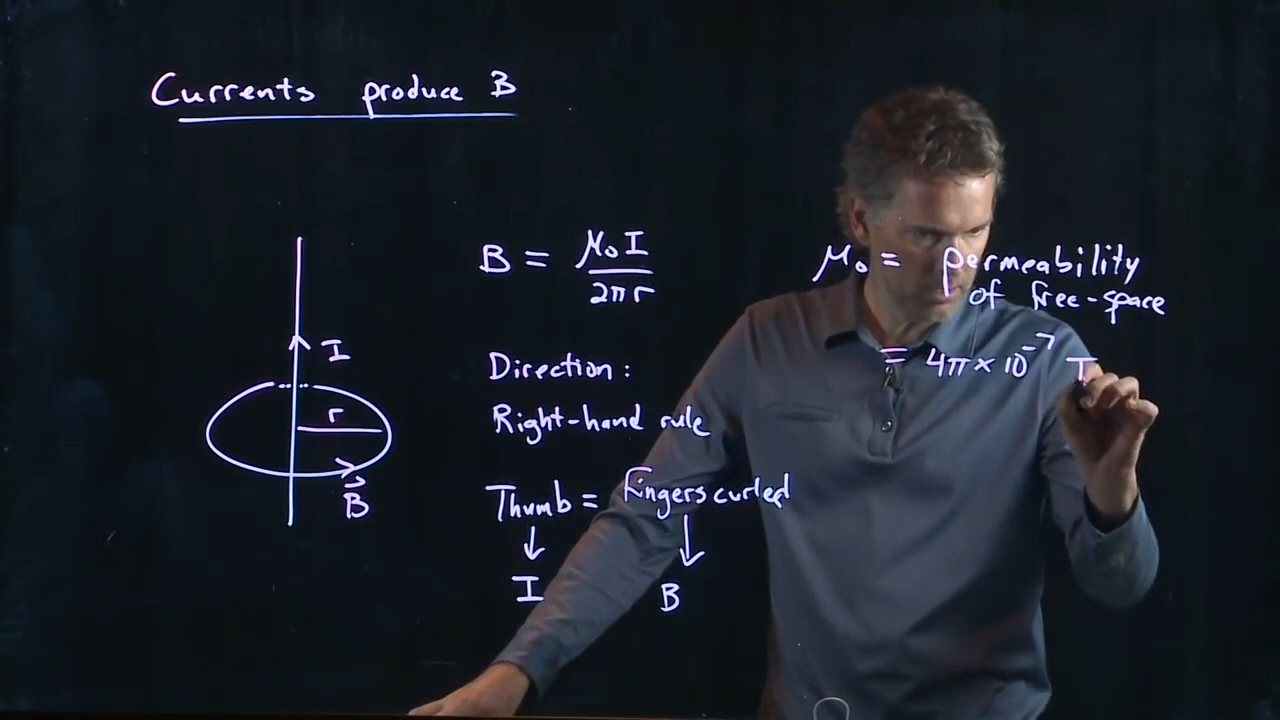 Currents produce B
I
r
B⃗
B = μ₀I / 2πr
Direction:
Right-hand rule
Thumb = Fingers curled
↓ ↓
I B
μ₀ = permeability
of free-space
= 4π × 10⁻⁷ T